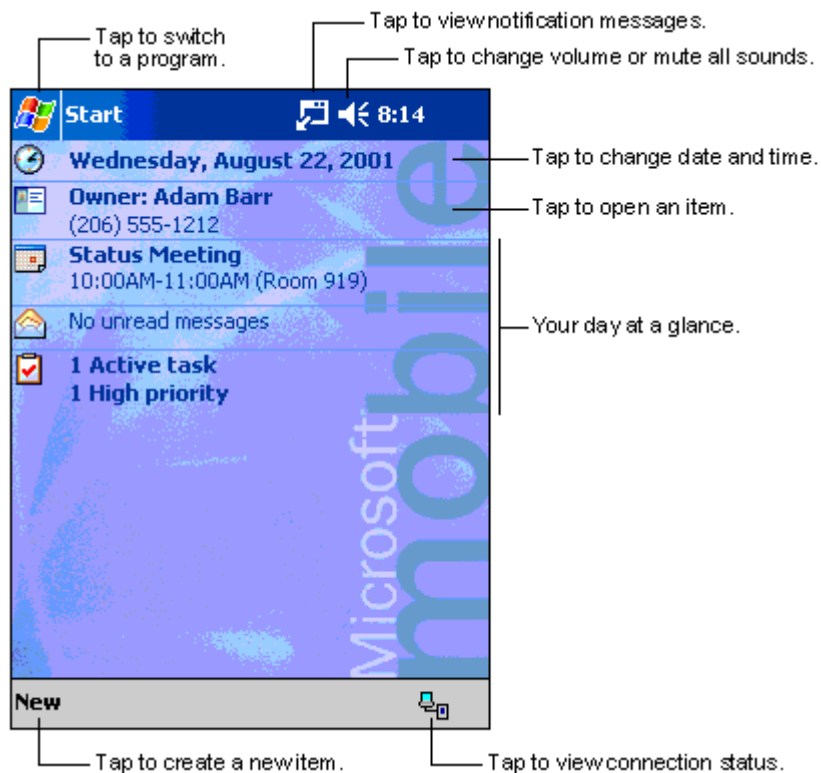 Tap to switch
to a program.
Tap to view notification messages.
Tap to change volume or mute all sounds.
Start
8:14
Wednesday, August 22, 2001
Tap to change date and time.
Owner: Adam Barr
(206) 555-1212
Tap to open an item.
Status Meeting
10:00AM-11:00AM (Room 919)
No unread messages
Your day at a glance.
1 Active task
1 High priority
Microsoft
mobile
New
Tap to create a new item.
Tap to view connection status.